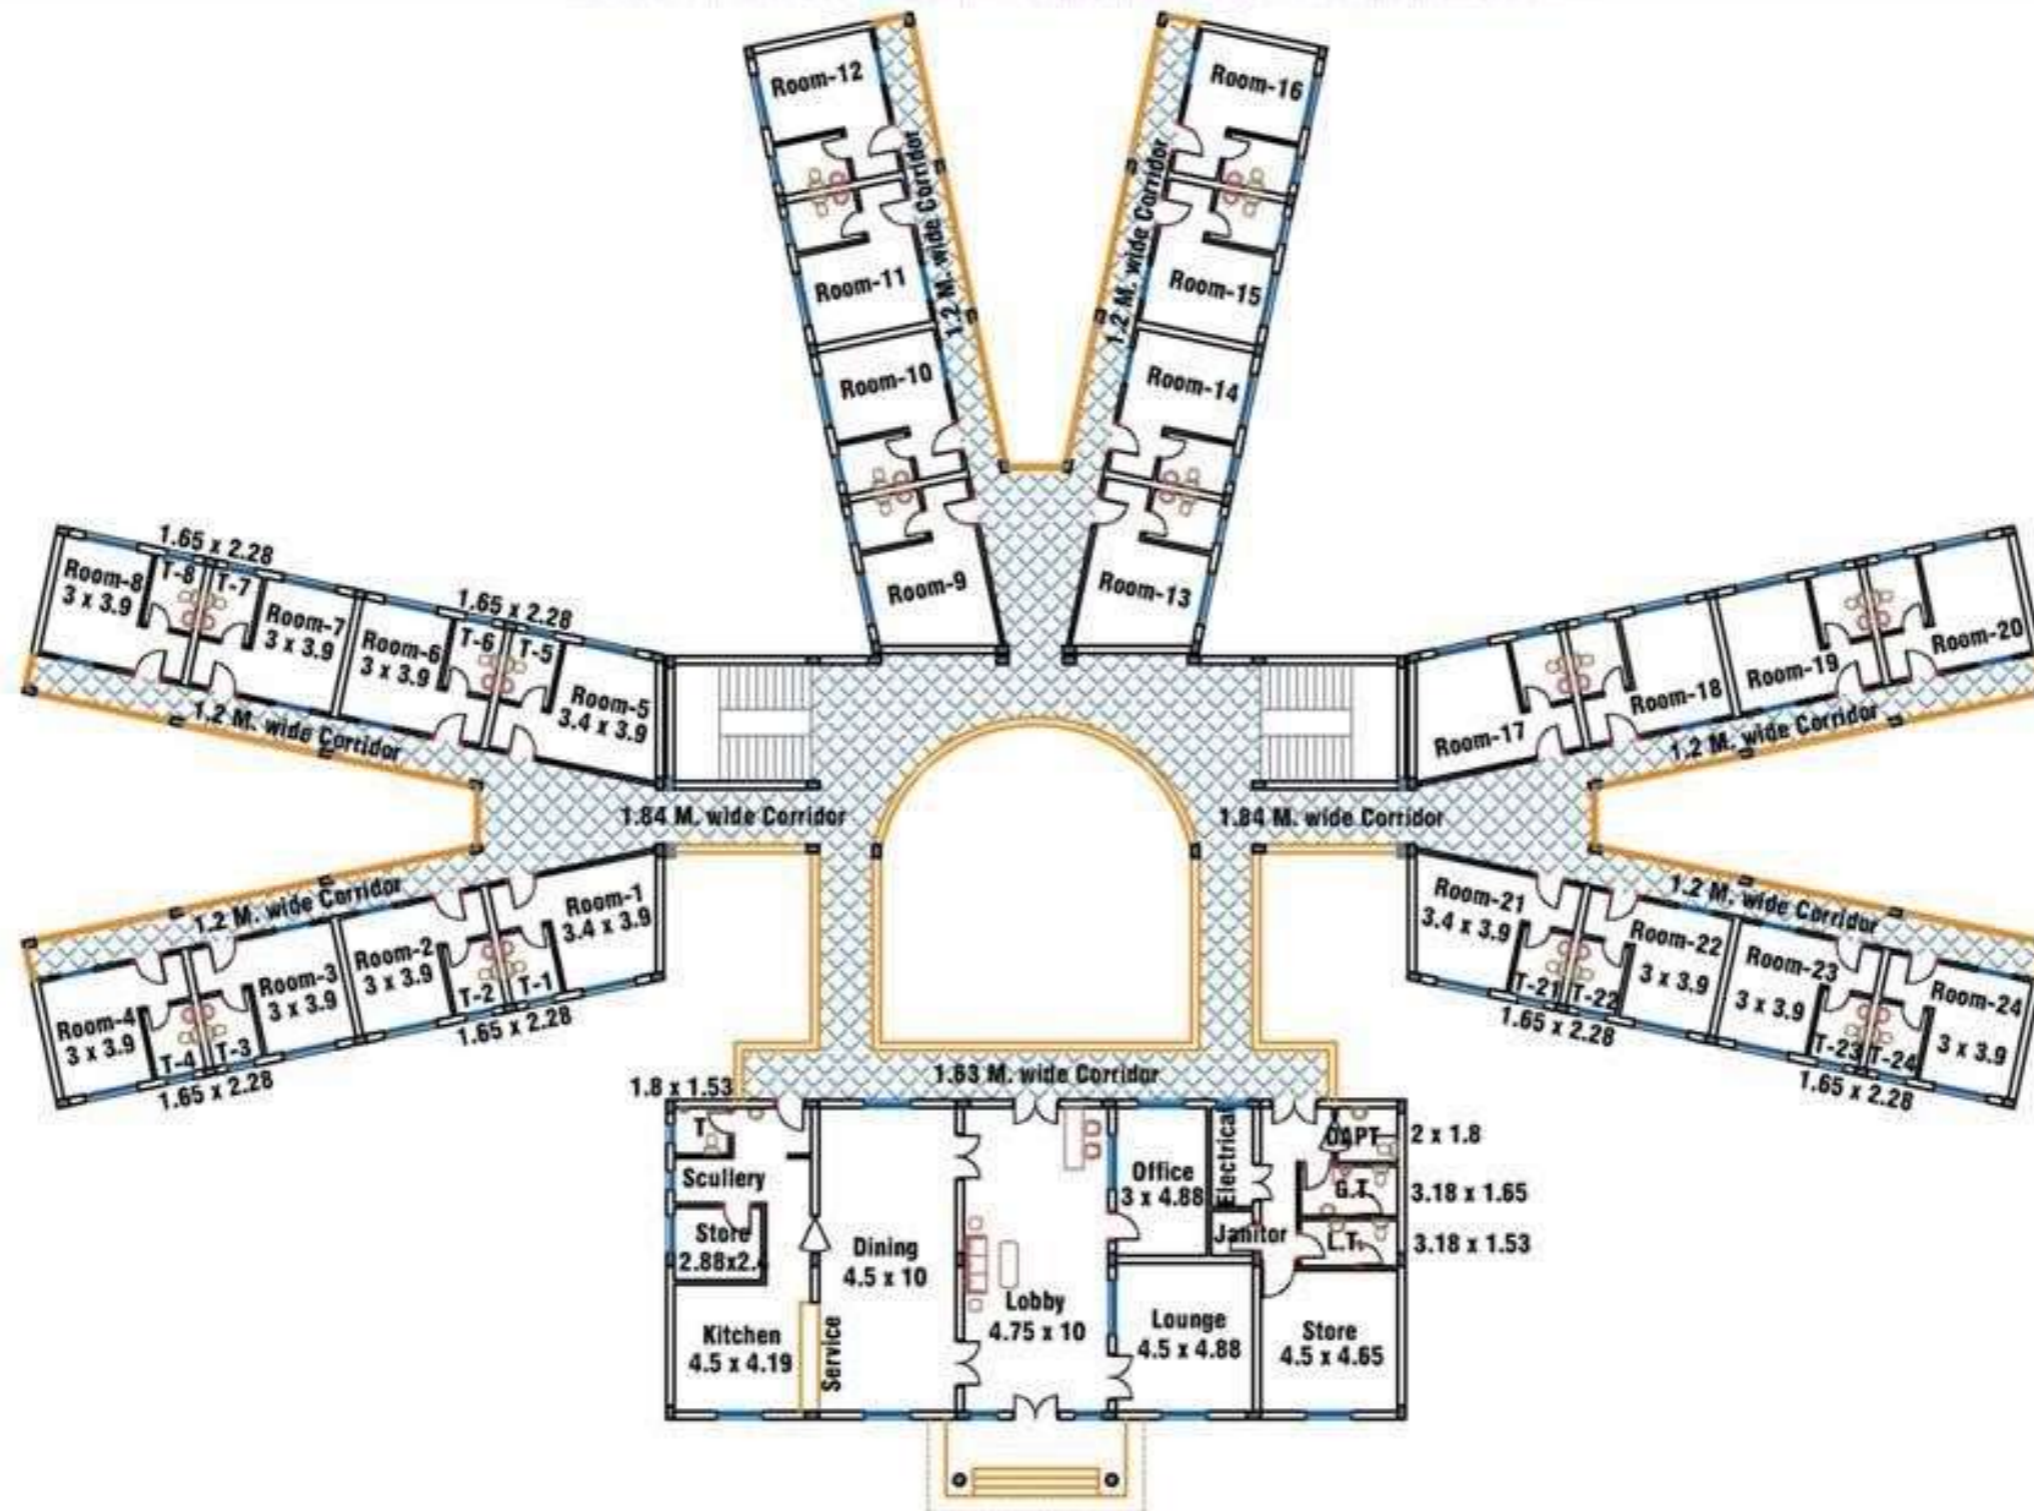 Room-12
Room-16
1.2 M. wide Corridor
1.2 M. wide Corridor
Room-11
Room-15
Room-10
Room-14
Room-9
Room-13
1.65 x 2.28
Room-8
3 x 3.9
T-8
T-7
Room-7
3 x 3.9
1.65 x 2.28
Room-6
3 x 3.9
T-6
T-5
Room-5
3.4 x 3.9
1.2 M. wide Corridor
Room-20
Room-19
Room-18
Room-17
1.2 M. wide Corridor
1.84 M. wide Corridor
1.84 M. wide Corridor
1.2 M. wide Corridor
Room-1
3.4 x 3.9
Room-2
3 x 3.9
Room-3
3 x 3.9
Room-4
3 x 3.9
T-4
T-3
T-2
T-1
1.65 x 2.28
1.65 x 2.28
1.2 M. wide Corridor
Room-21
3.4 x 3.9
Room-22
3 x 3.9
Room-23
3 x 3.9
Room-24
3 x 3.9
T-21
T-22
T-23
T-24
1.65 x 2.28
1.65 x 2.28
1.63 M. wide Corridor
1.8 x 1.53
T
Scullery
Store
2.88x2.
Kitchen
4.5 x 4.19
Service
Dining
4.5 x 10
Lobby
4.75 x 10
Office
3 x 4.88
Electrical
Janitor
Lounge
4.5 x 4.88
Store
4.5 x 4.65
2 x 1.8
G.T.
3.18 x 1.65
L.T.
3.18 x 1.53